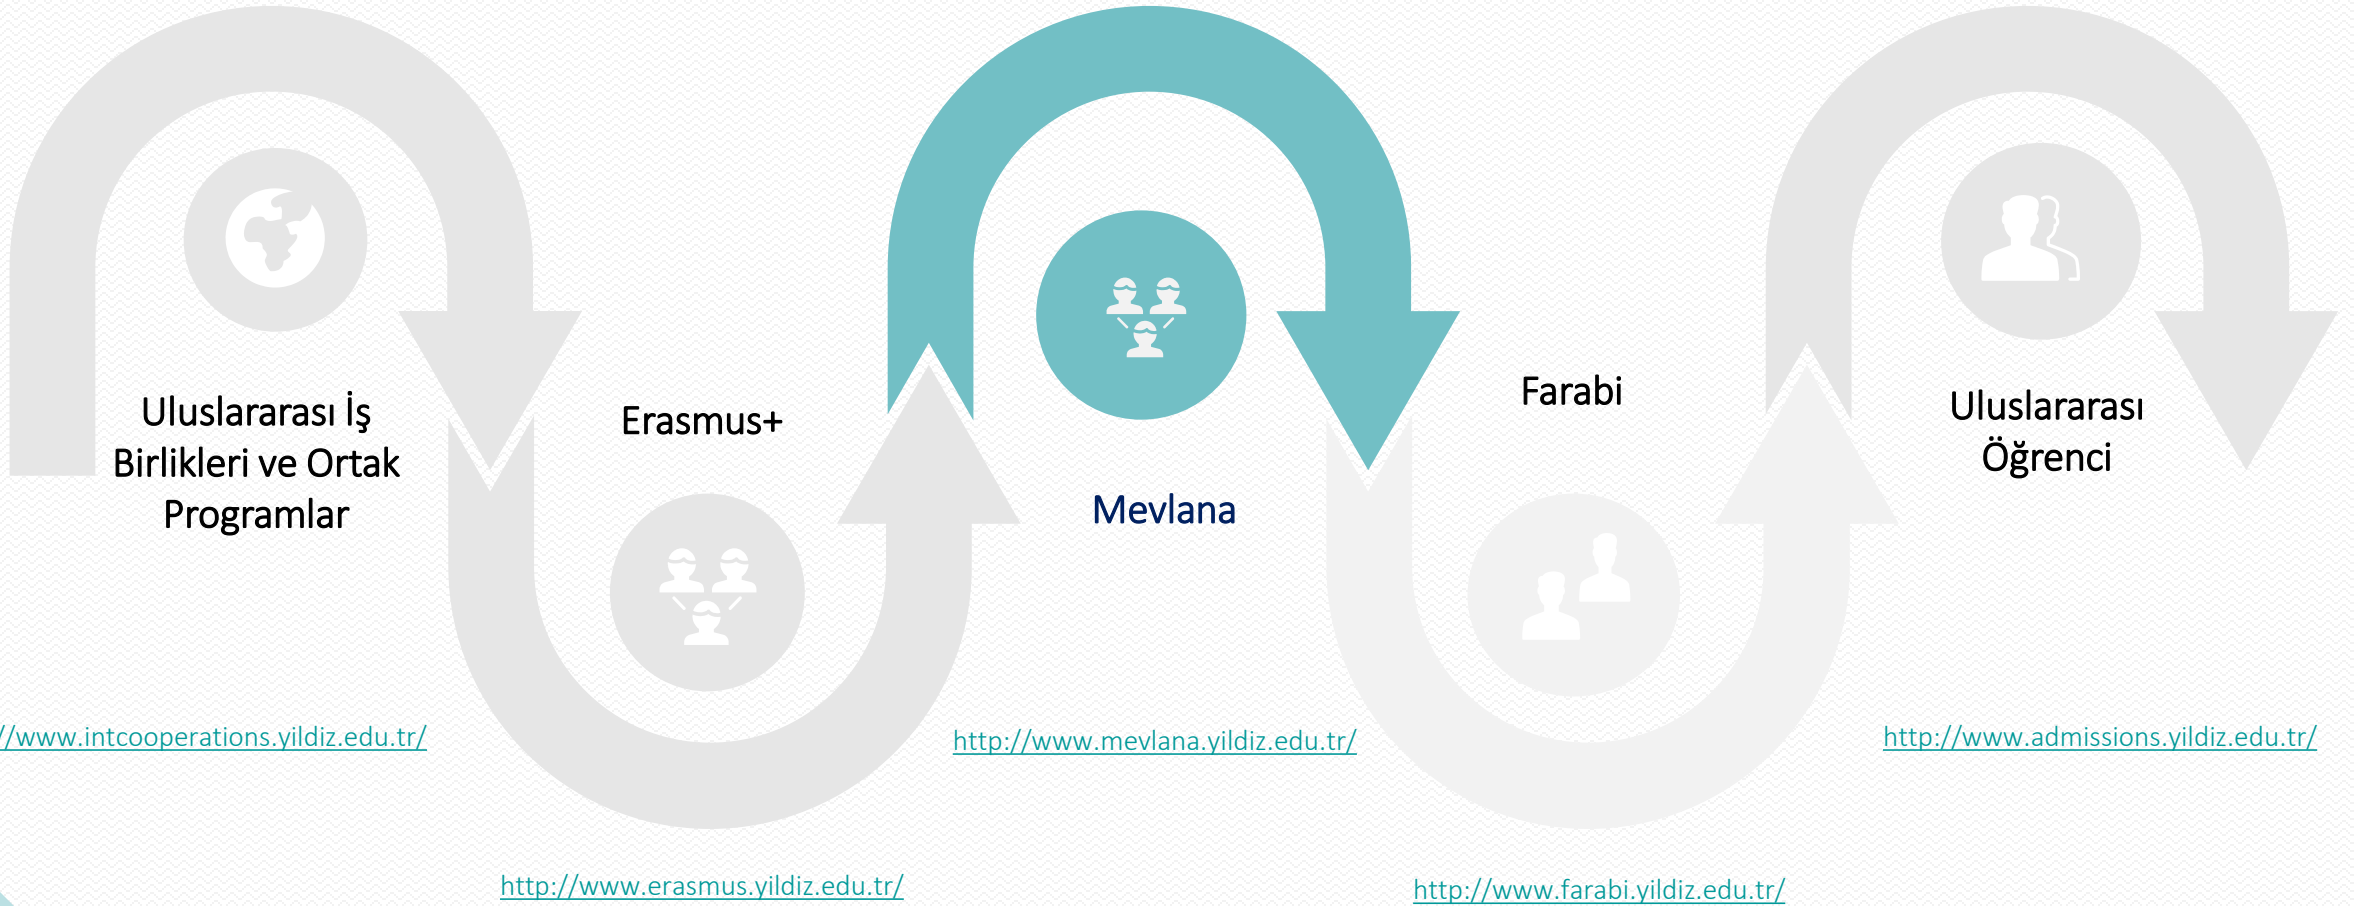 Uluslararası İş
Birlikleri ve Ortak
Programlar
Erasmus+
Mevlana
Farabi
Uluslararası
Öğrenci
//www.intcooperations.yildiz.edu.tr/
http://www.mevlana.yildiz.edu.tr/
http://www.admissions.yildiz.edu.tr/
http://www.erasmus.yildiz.edu.tr/
http://www.farabi.yildiz.edu.tr/